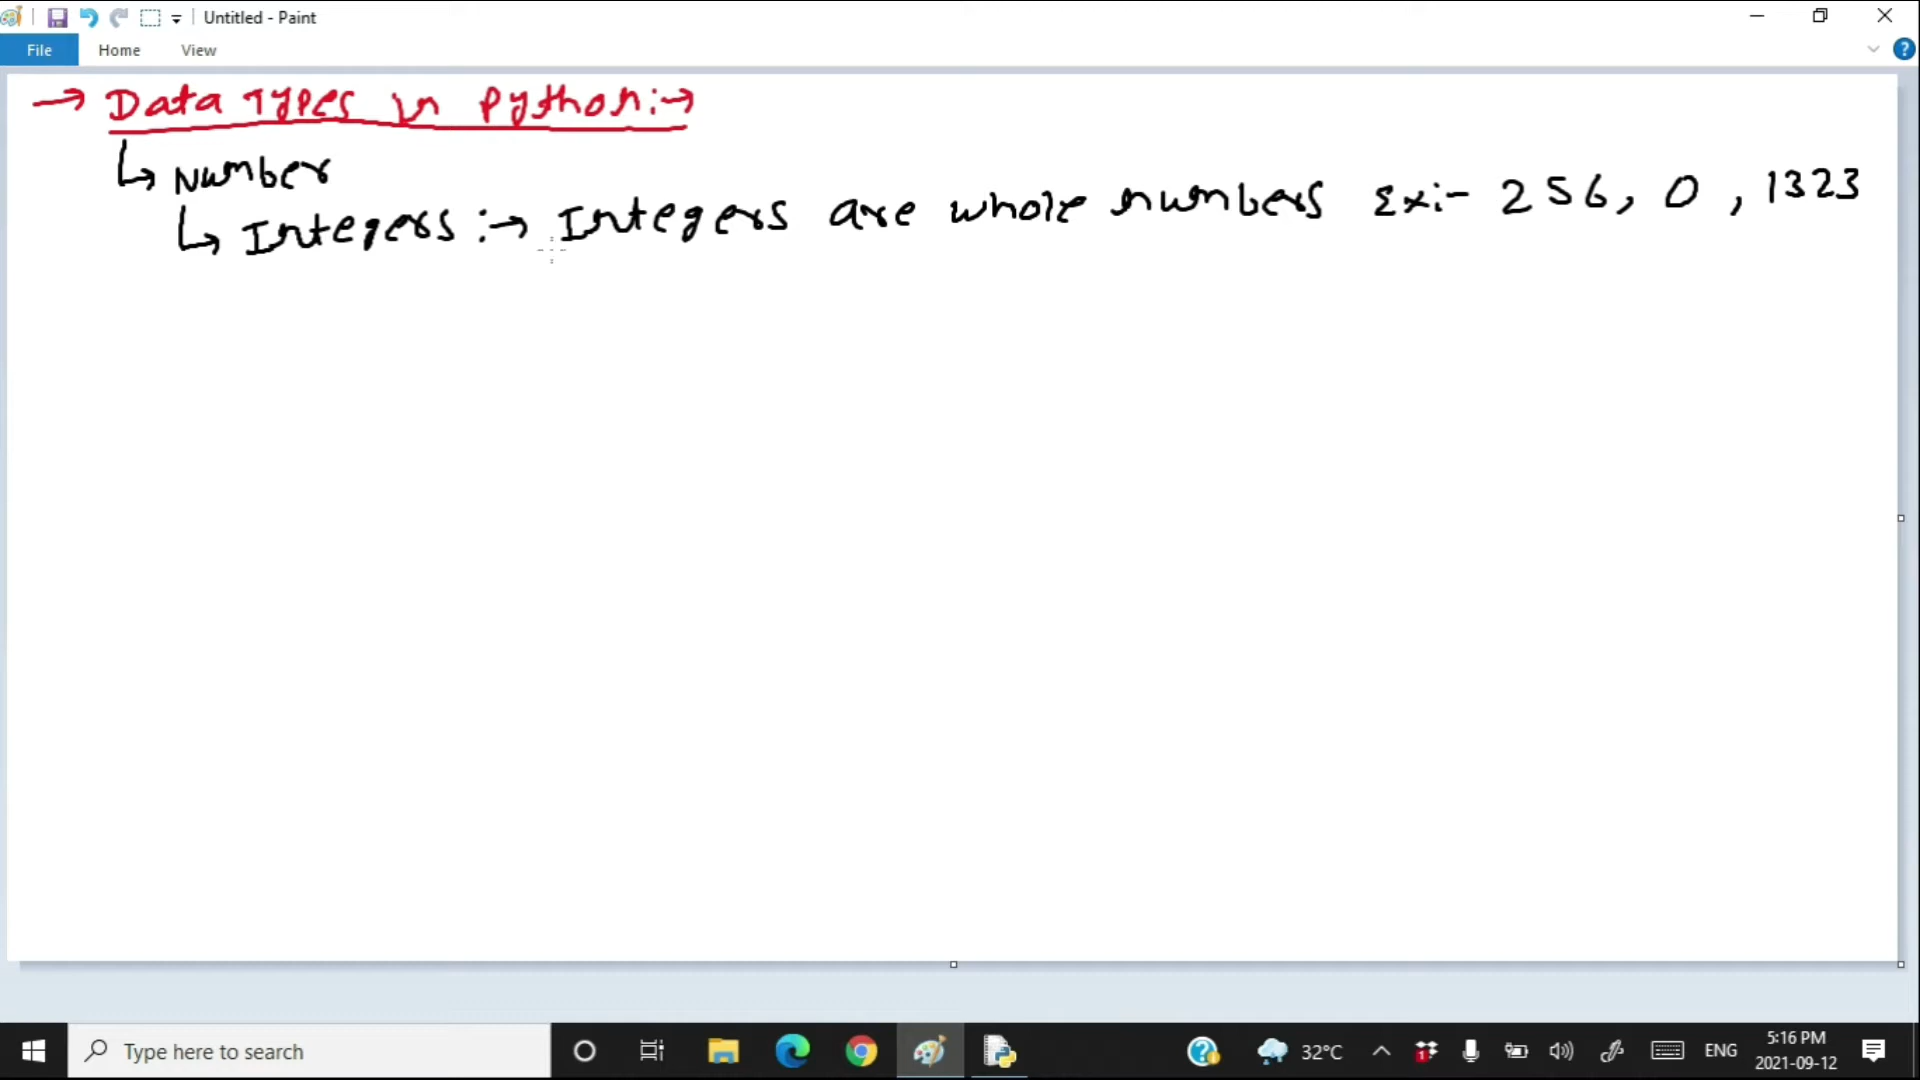 Untitled - Paint
File Home View
→ Data Types in Python:→
↳ Number
↳ Integers :→ Integers are whole numbers Ex:- 256, 0 , 1323
Type here to search
32°C ENG 5:16 PM
2021-09-12